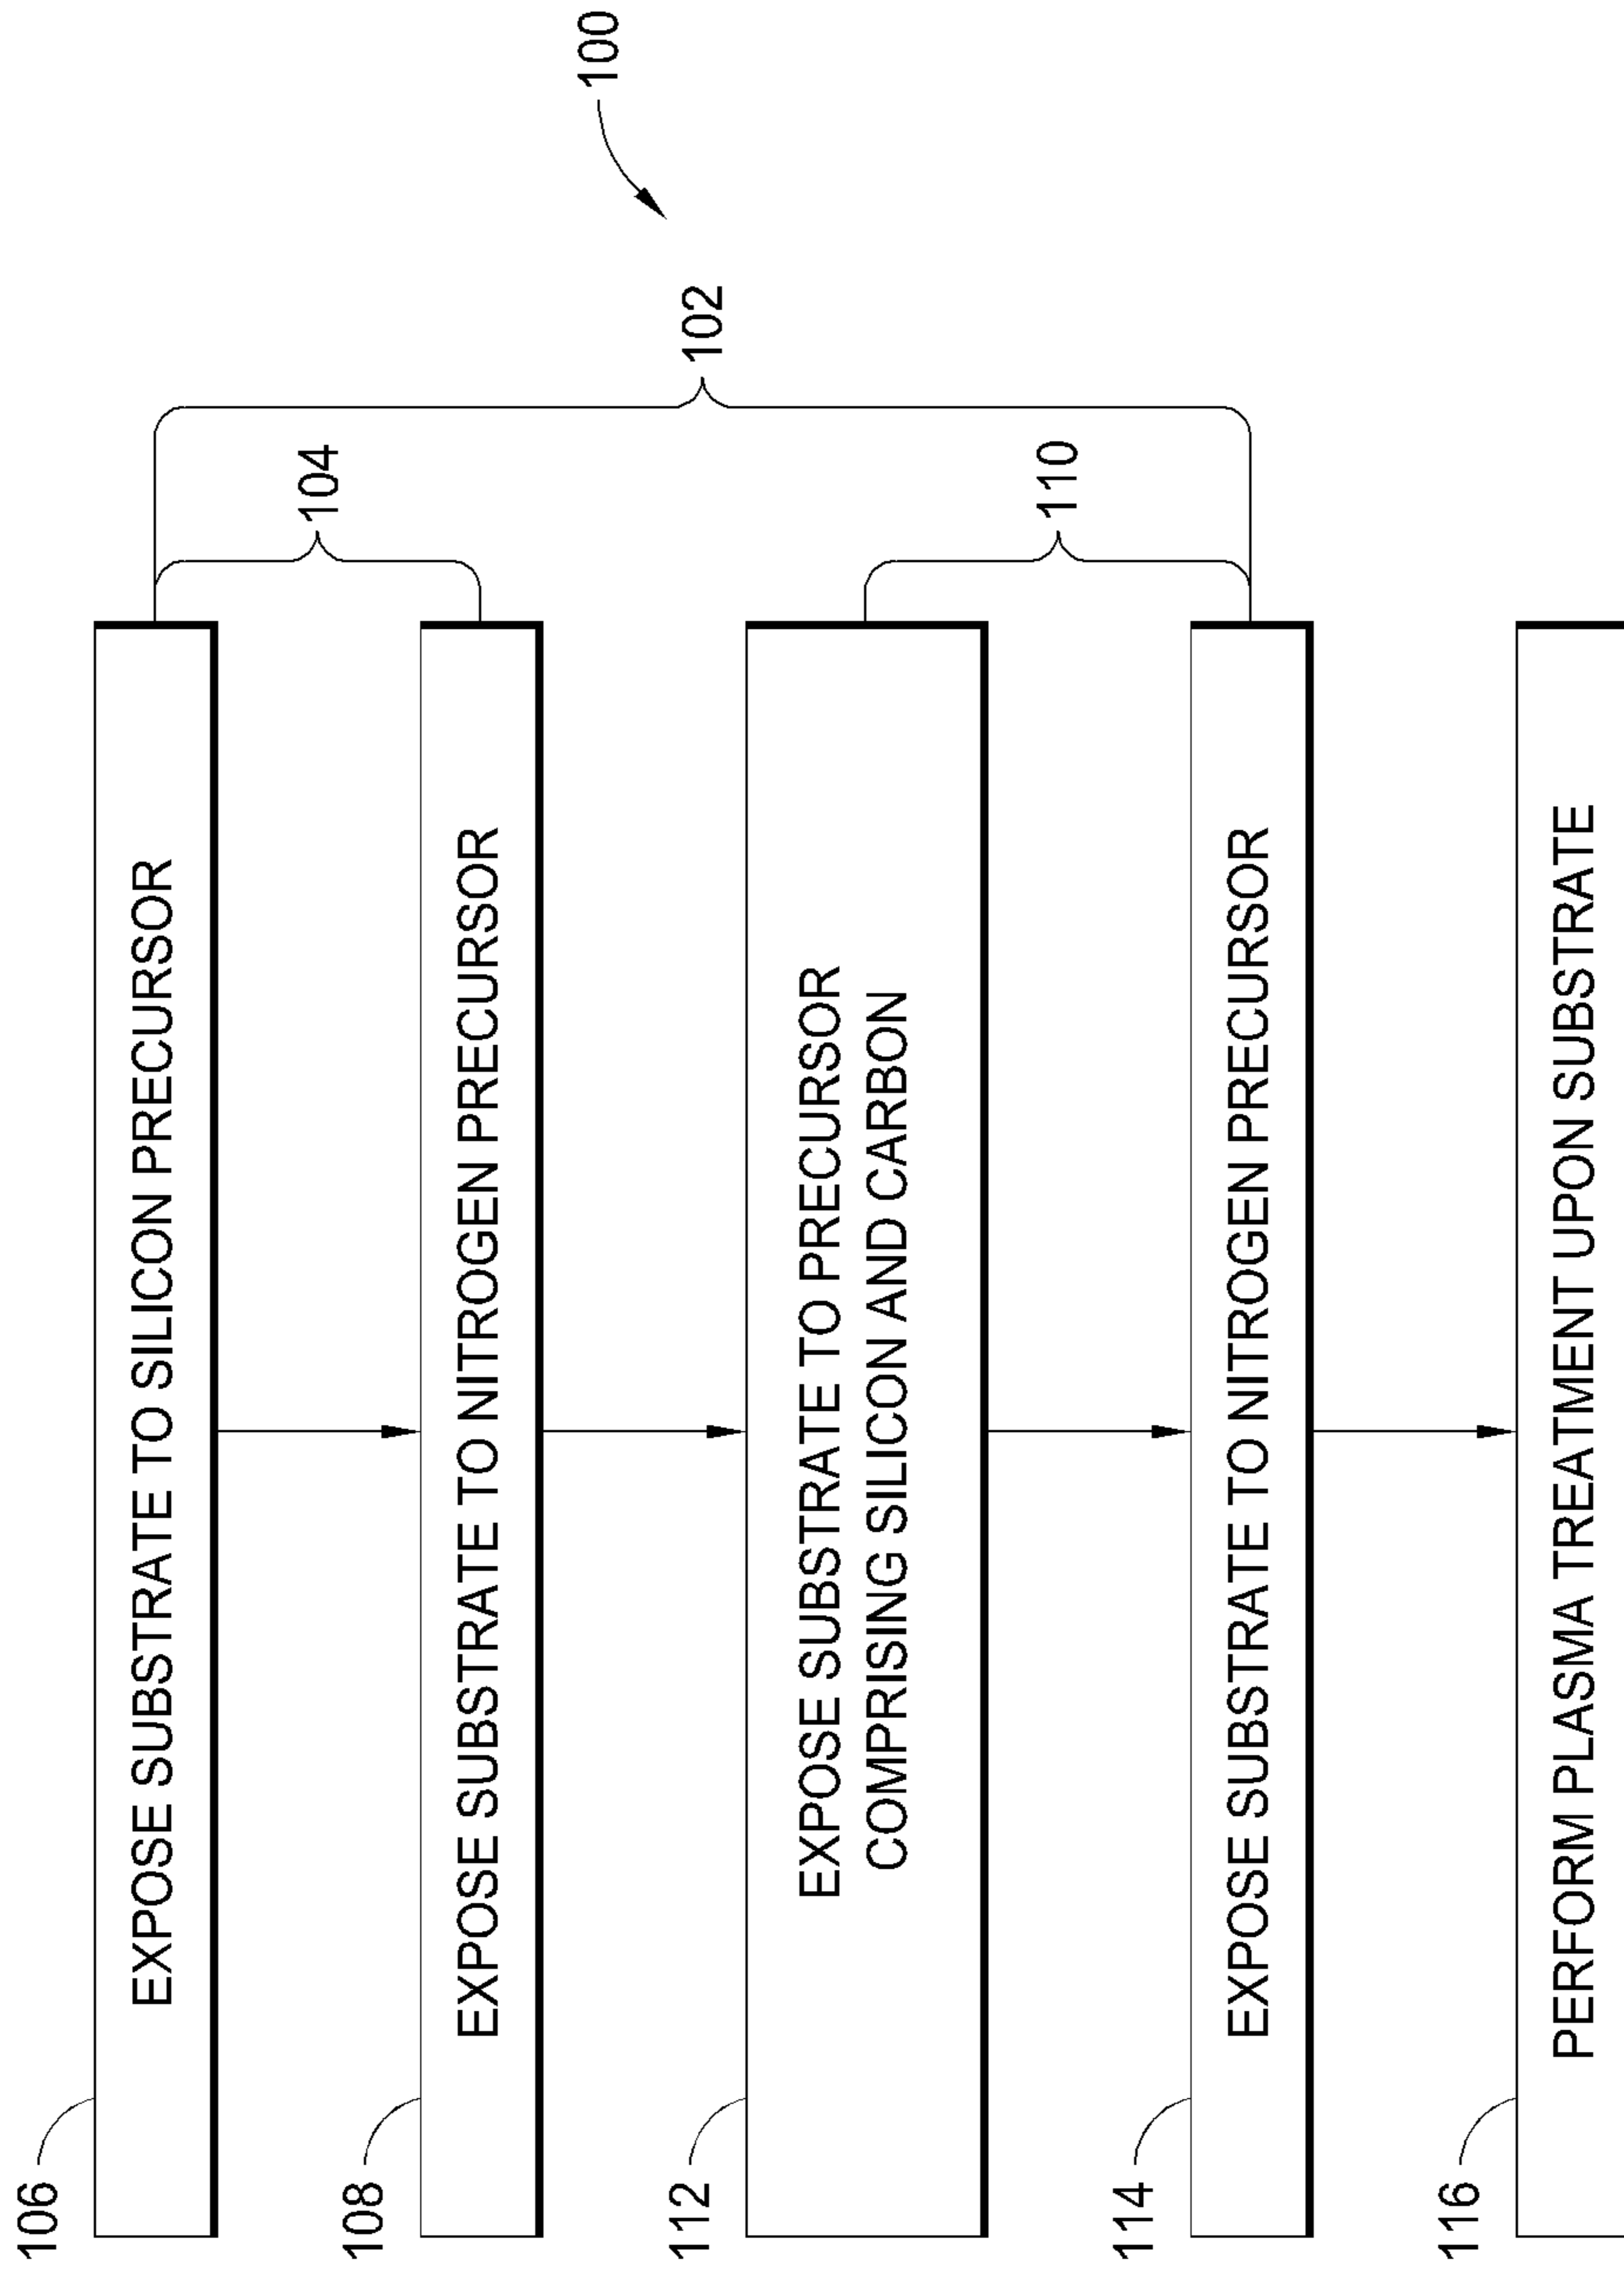 100
102
104
106
EXPOSE SUBSTRATE TO SILICON PRECURSOR
108
EXPOSE SUBSTRATE TO NITROGEN PRECURSOR
110
112
EXPOSE SUBSTRATE TO PRECURSOR
COMPRISING SILICON AND CARBON
114
EXPOSE SUBSTRATE TO NITROGEN PRECURSOR
116
PERFORM PLASMA TREATMENT UPON SUBSTRATE